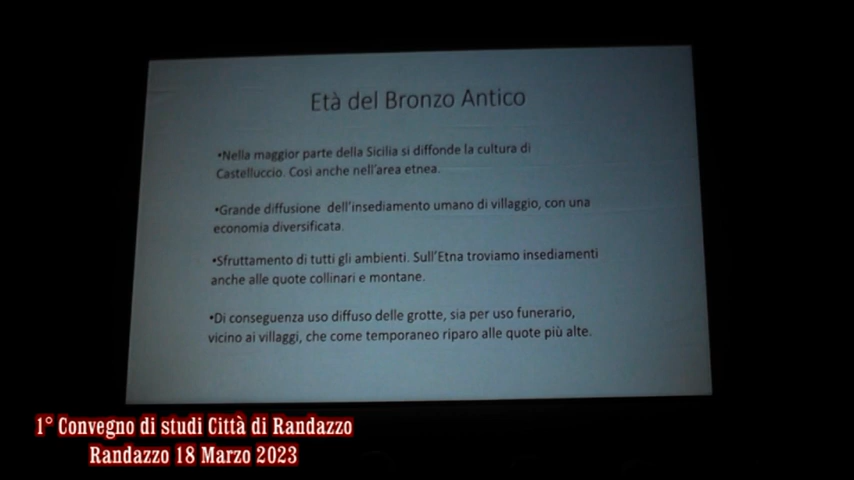 Età del Bronzo Antico
•Nella maggior parte della Sicilia si diffonde la cultura di
Castelluccio. Così anche nell'area etnea.
•Grande diffusione dell'insediamento umano di villaggio, con una
economia diversificata.
•Sfruttamento di tutti gli ambienti. Sull'Etna troviamo insediamenti
anche alle quote collinari e montane.
•Di conseguenza uso diffuso delle grotte, sia per uso funerario,
vicino ai villaggi, che come temporaneo riparo alle quote più alte.
1° Convegno di studi Città di Randazzo
Randazzo 18 Marzo 2023